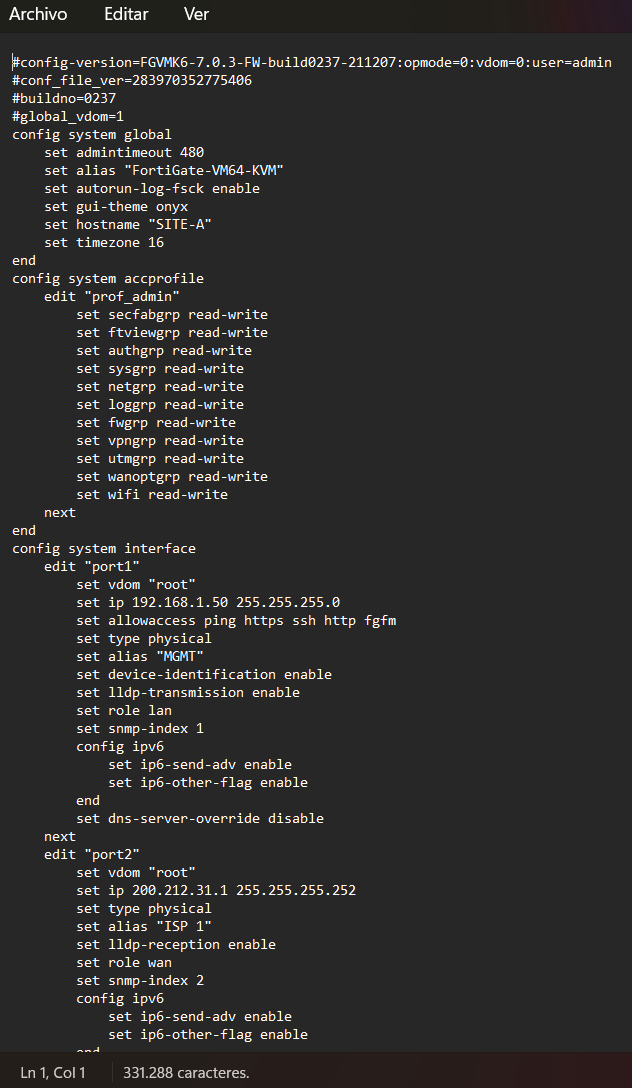 Archivo Editar Ver
#config-version=FGVMK6-7.0.3-FW-build0237-211207:opmode=0:vdom=0:user=admin
#conf_file_ver=283970352775406
#buildno=0237
#global_vdom=1
config system global
    set admintimeout 480
    set alias "FortiGate-VM64-KVM"
    set autorun-log-fsck enable
    set gui-theme onyx
    set hostname "SITE-A"
    set timezone 16
end
config system accprofile
    edit "prof_admin"
        set secfabgrp read-write
        set ftviewgrp read-write
        set authgrp read-write
        set sysgrp read-write
        set netgrp read-write
        set loggrp read-write
        set fwgrp read-write
        set vpngrp read-write
        set utmgrp read-write
        set wanoptgrp read-write
        set wifi read-write
    next
end
config system interface
    edit "port1"
        set vdom "root"
        set ip 192.168.1.50 255.255.255.0
        set allowaccess ping https ssh http fgfm
        set type physical
        set alias "MGMT"
        set device-identification enable
        set lldp-transmission enable
        set role lan
        set snmp-index 1
        config ipv6
            set ip6-send-adv enable
            set ip6-other-flag enable
        end
        set dns-server-override disable
    next
    edit "port2"
        set vdom "root"
        set ip 200.212.31.1 255.255.255.252
        set type physical
        set alias "ISP 1"
        set lldp-reception enable
        set role wan
        set snmp-index 2
        config ipv6
            set ip6-send-adv enable
            set ip6-other-flag enable
        end
Ln 1, Col 1 331.288 caracteres.